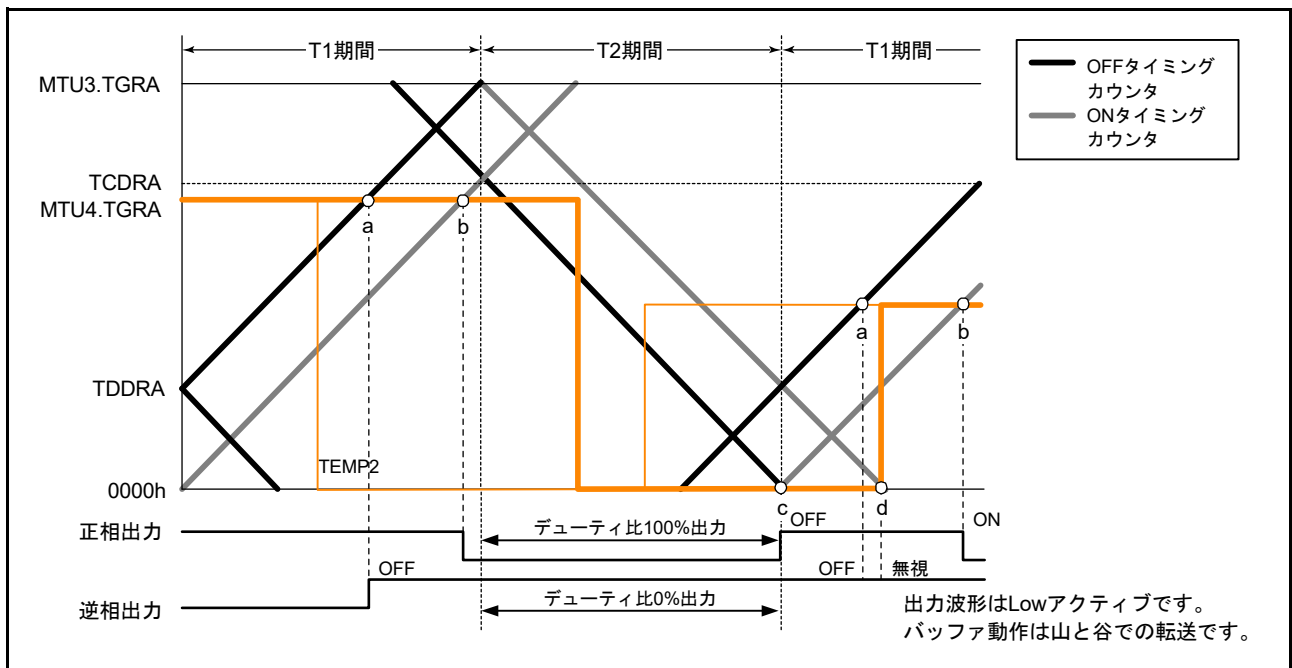 T1期間
T2期間
T1期間
OFFタイミング
カウンタ
ONタイミング
カウンタ
MTU3.TGRA
TCDRA
MTU4.TGRA
a
b
a
b
TDDRA
TEMP2
0000h
c
d
正相出力
デューティ比100%出力
OFF
ON
OFF
OFF
無視
逆相出力
デューティ比0%出力
出力波形はLowアクティブです。
バッファ動作は山と谷での転送です。